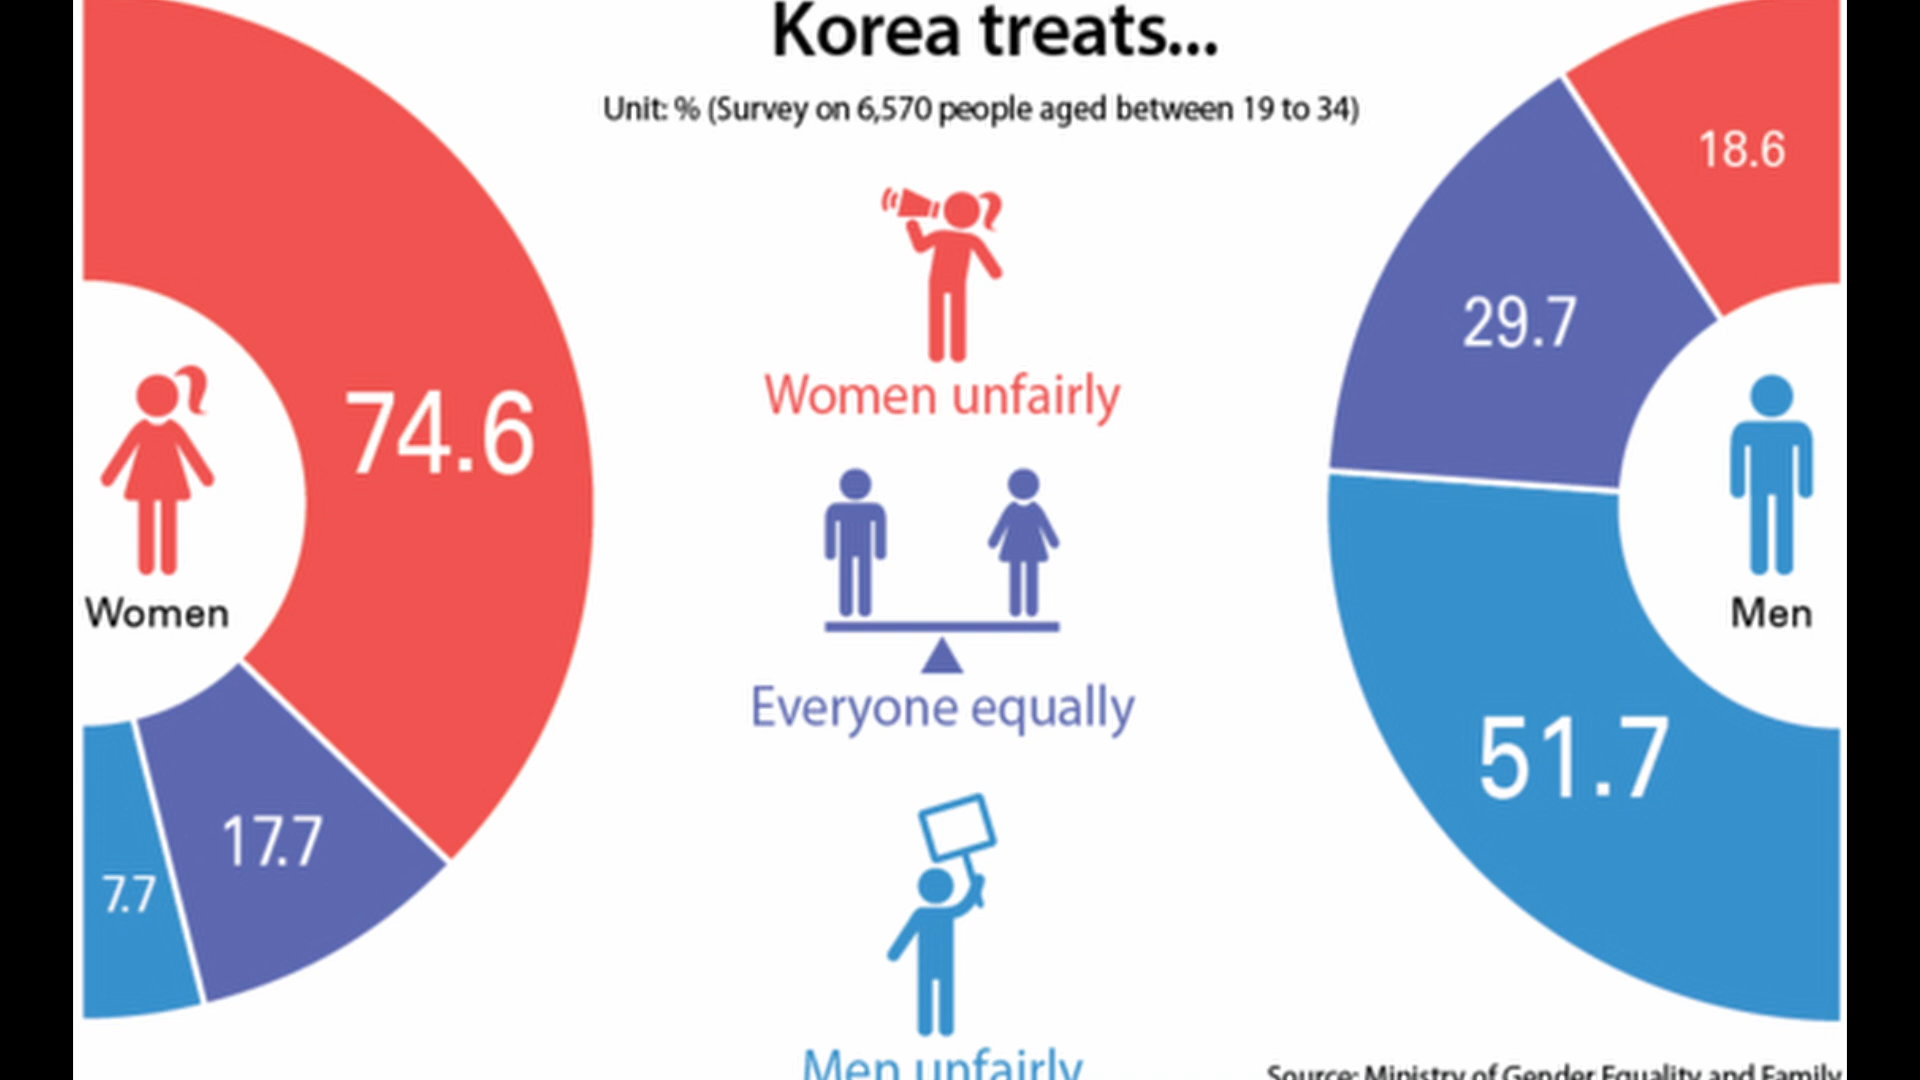 Korea treats...
Unit: % (Survey on 6,570 people aged between 19 to 34)
74.6
17.7
7.7
Women
Women unfairly
Everyone equally
Men unfairly
18.6
29.7
51.7
Men
Source: Ministry of Gender Equality and Family